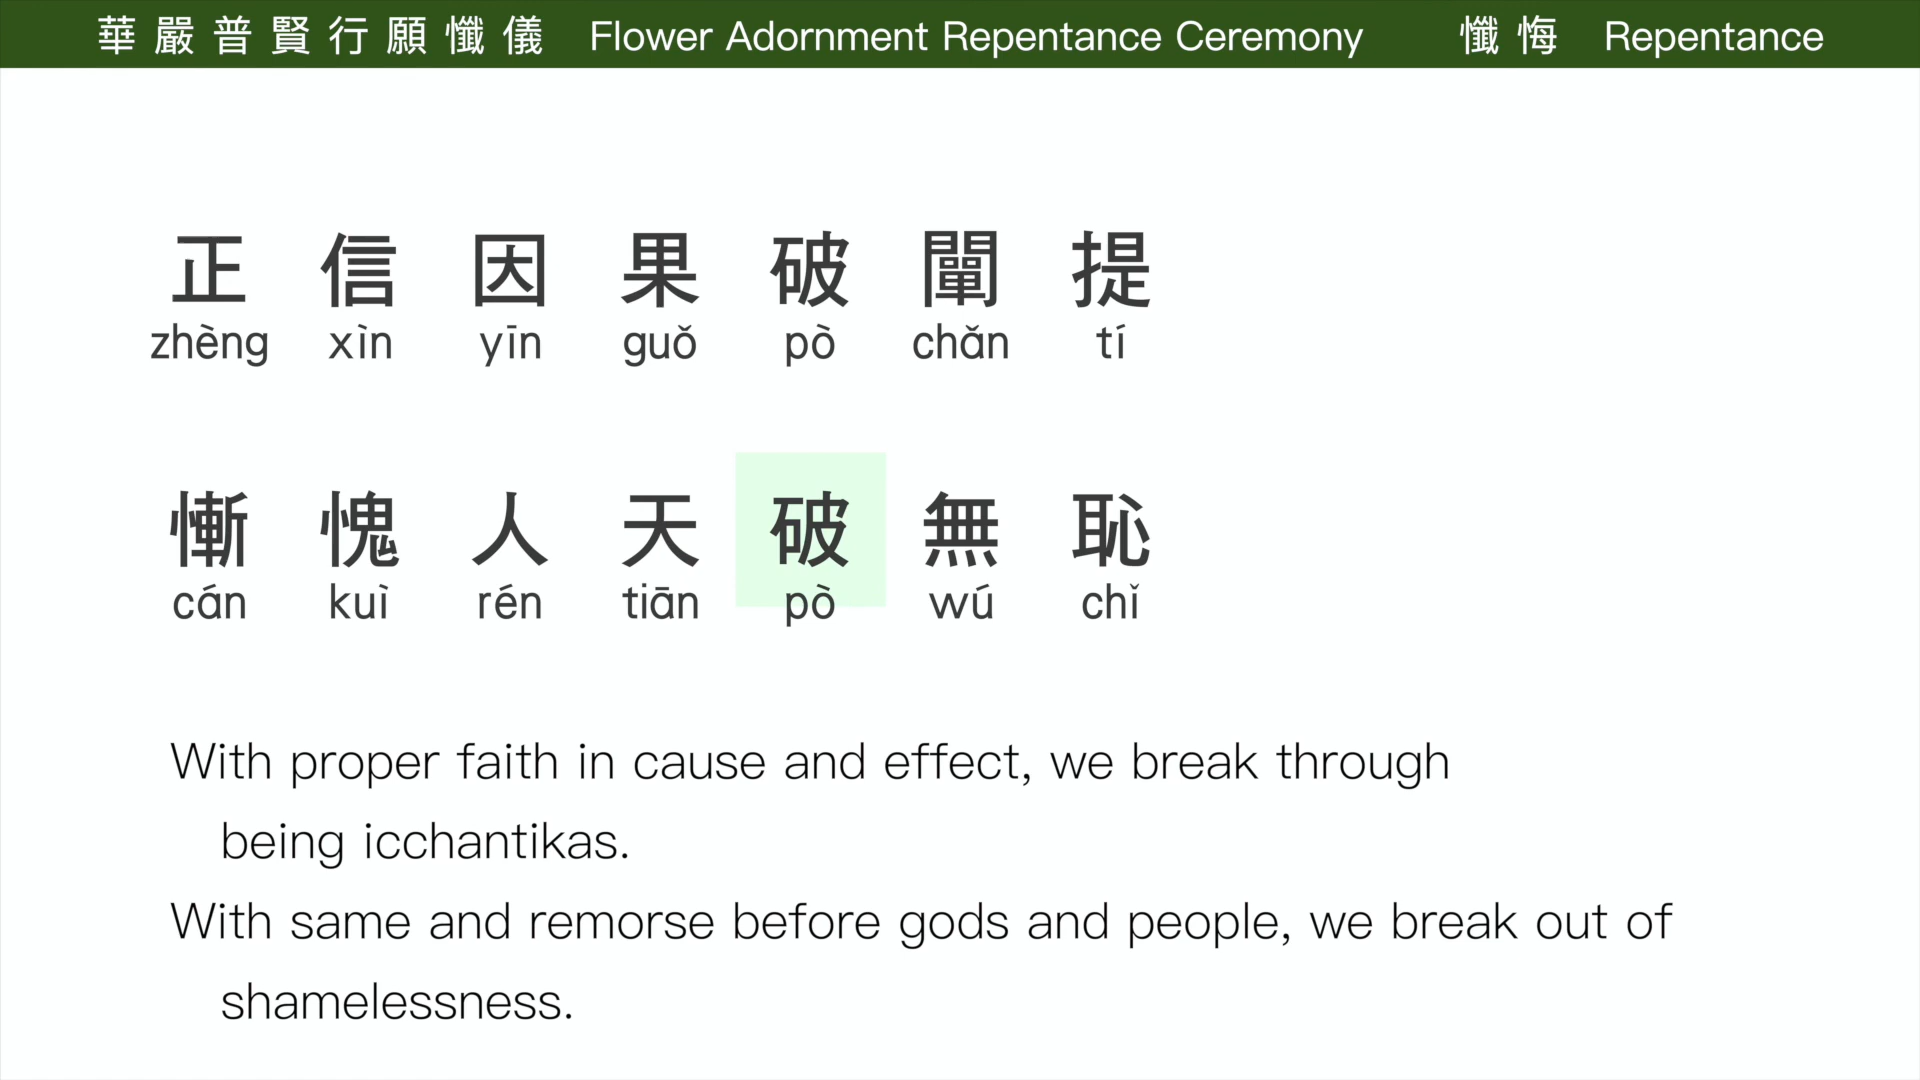 華嚴普賢行願懺儀 Flower Adornment Repentance Ceremony 懺悔 Repentance
正信因果破闡提
zhèng xìn yīn guǒ pò chǎn tí
慚愧人天破無恥
cán kuì rén tiān pò wú chǐ
With proper faith in cause and effect, we break through
being icchantikas.
With same and remorse before gods and people, we break out of
shamelessness.